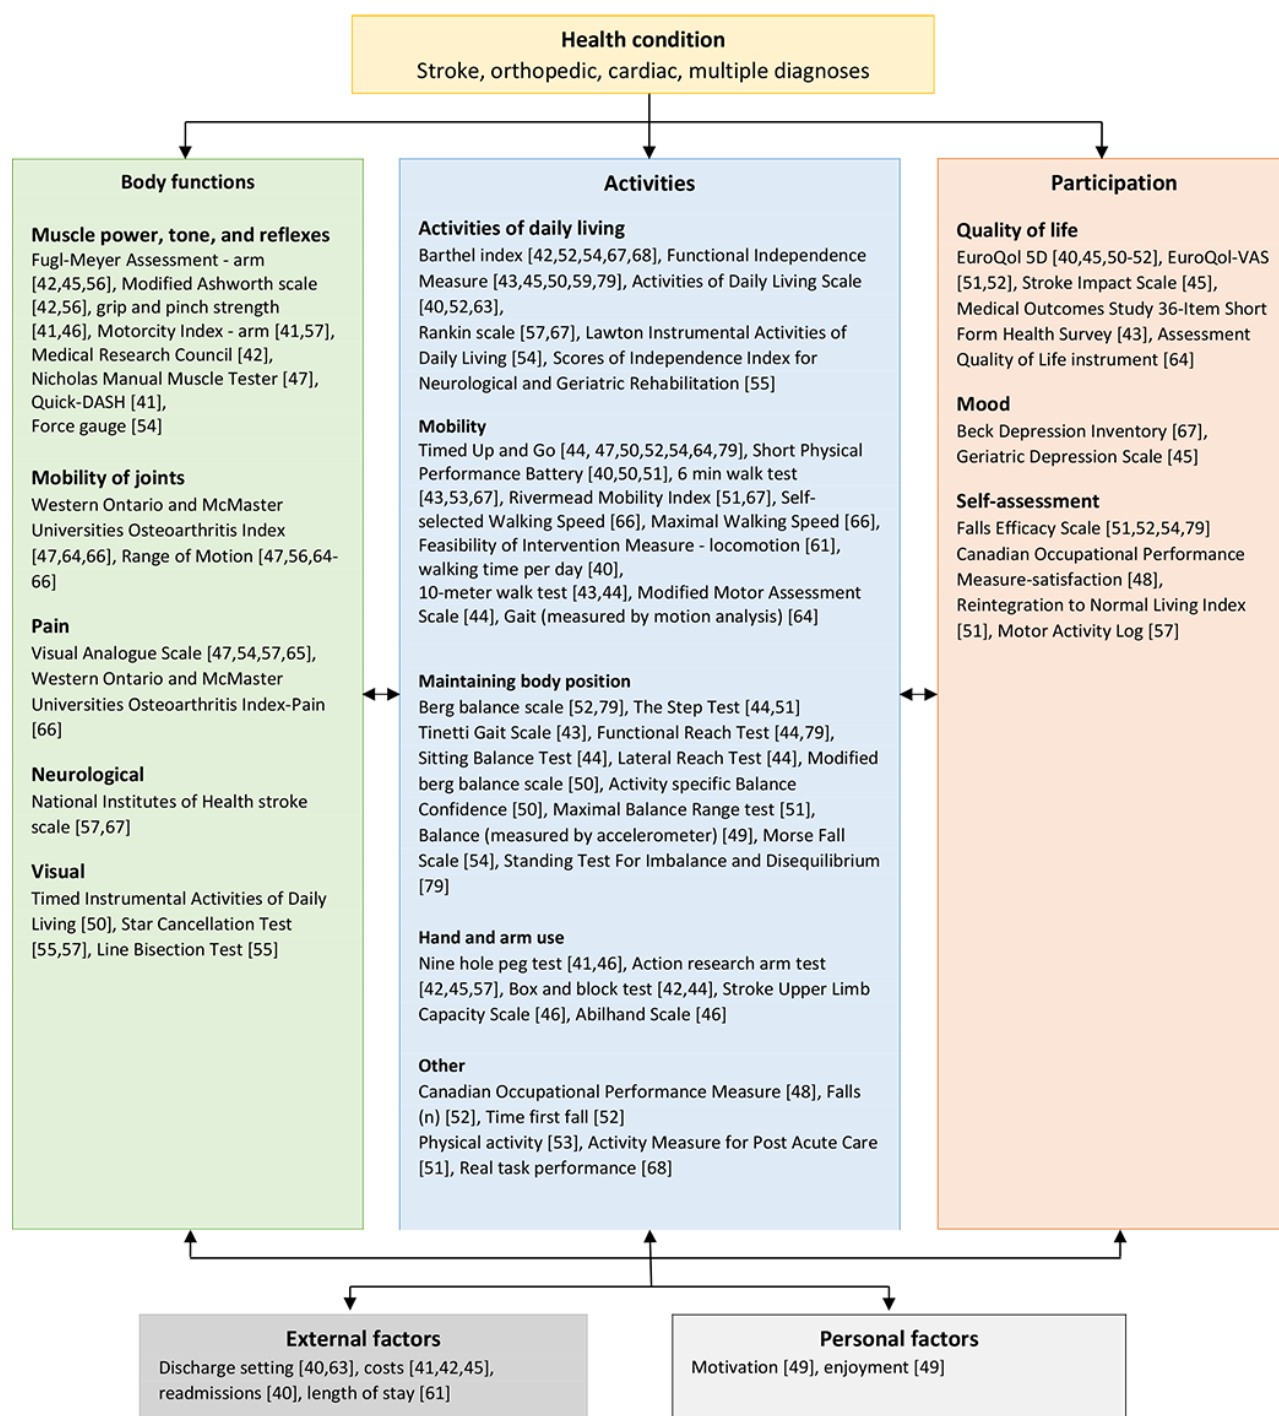 Health condition
Stroke, orthopedic, cardiac, multiple diagnoses
Body functions
Muscle power, tone, and reflexes
Fugl-Meyer Assessment - arm
[42,45,56], Modified Ashworth scale
[42,56], grip and pinch strength
[41,46], Motorcity Index - arm [41,57],
Medical Research Council [42],
Nicholas Manual Muscle Tester [47],
Quick-DASH [41],
Force gauge [54]
Mobility of joints
Western Ontario and McMaster
Universities Osteoarthritis Index
[47,64,66], Range of Motion [47,56,64-
66]
Pain
Visual Analogue Scale [47,54,57,65],
Western Ontario and McMaster
Universities Osteoarthritis Index-Pain
[66]
Neurological
National Institutes of Health stroke
scale [57,67]
Visual
Timed Instrumental Activities of Daily
Living [50], Star Cancellation Test
[55,57], Line Bisection Test [55]
Activities
Activities of daily living
Barthel index [42,52,54,67,68], Functional Independence
Measure [43,45,50,59,79], Activities of Daily Living Scale
[40,52,63],
Rankin scale [57,67], Lawton Instrumental Activities of
Daily Living [54], Scores of Independence Index for
Neurological and Geriatric Rehabilitation [55]
Mobility
Timed Up and Go [44, 47,50,52,54,64,79], Short Physical
Performance Battery [40,50,51], 6 min walk test
[43,53,67], Rivermead Mobility Index [51,67], Self-
selected Walking Speed [66], Maximal Walking Speed [66],
Feasibility of Intervention Measure - locomotion [61],
walking time per day [40],
10-meter walk test [43,44], Modified Motor Assessment
Scale [44], Gait (measured by motion analysis) [64]
Maintaining body position
Berg balance scale [52,79], The Step Test [44,51]
Tinetti Gait Scale [43], Functional Reach Test [44,79],
Sitting Balance Test [44], Lateral Reach Test [44], Modified
berg balance scale [50], Activity specific Balance
Confidence [50], Maximal Balance Range test [51],
Balance (measured by accelerometer) [49], Morse Fall
Scale [54], Standing Test For Imbalance and Disequilibrium
[79]
Hand and arm use
Nine hole peg test [41,46], Action research arm test
[42,45,57], Box and block test [42,44], Stroke Upper Limb
Capacity Scale [46], Abilhand Scale [46]
Other
Canadian Occupational Performance Measure [48], Falls
(n) [52], Time first fall [52]
Physical activity [53], Activity Measure for Post Acute Care
[51], Real task performance [68]
Participation
Quality of life
EuroQol 5D [40,45,50-52], EuroQol-VAS
[51,52], Stroke Impact Scale [45],
Medical Outcomes Study 36-Item Short
Form Health Survey [43], Assessment
Quality of Life instrument [64]
Mood
Beck Depression Inventory [67],
Geriatric Depression Scale [45]
Self-assessment
Falls Efficacy Scale [51,52,54,79]
Canadian Occupational Performance
Measure-satisfaction [48],
Reintegration to Normal Living Index
[51], Motor Activity Log [57]
External factors
Discharge setting [40,63], costs [41,42,45],
readmissions [40], length of stay [61]
Personal factors
Motivation [49], enjoyment [49]